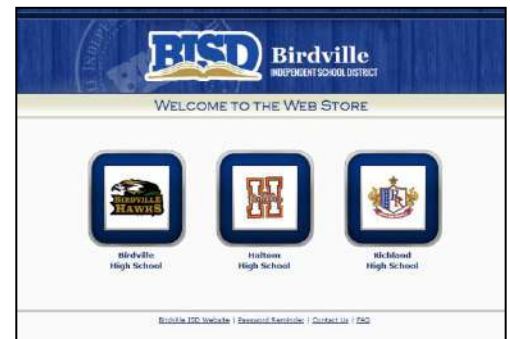 BISD
Birdville
INDEPENDENT SCHOOL DISTRICT
WELCOME TO THE WEB STORE
BIRDVILLE
HAWKS
H
R
Birdville
High School
Haltom
High School
Richland
High School
Birdville ISD Website | Password Reminder | Contact Us | FAQ